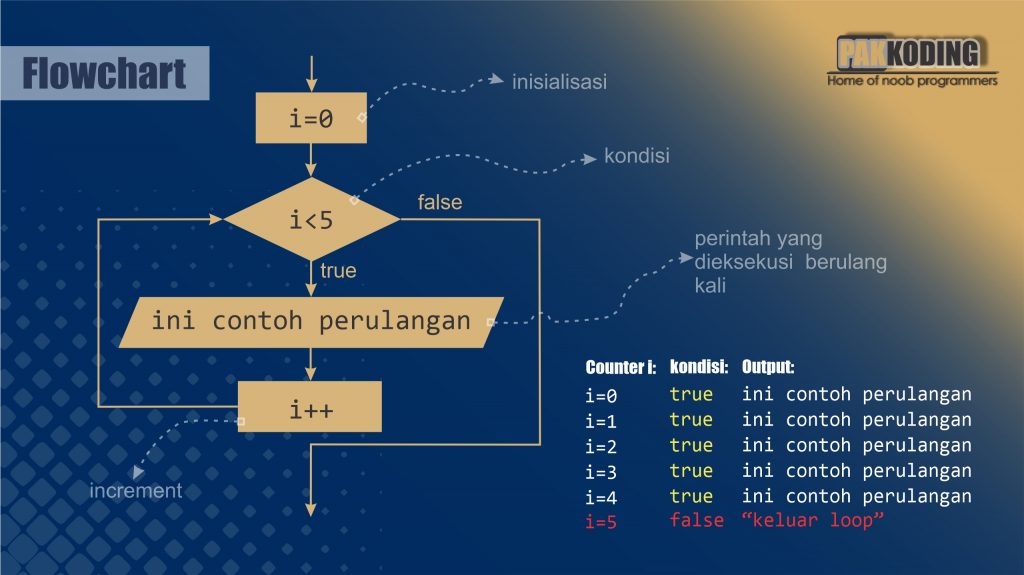 Flowchart
PAKKODING
Home of noob programmers
i=0
inisialisasi
kondisi
i<5
false
true
perintah yang
dieksekusi berulang
kali
ini contoh perulangan
i++
increment
Counter i: kondisi: Output:
i=0 true ini contoh perulangan
i=1 true ini contoh perulangan
i=2 true ini contoh perulangan
i=3 true ini contoh perulangan
i=4 true ini contoh perulangan
i=5 false “keluar loop”